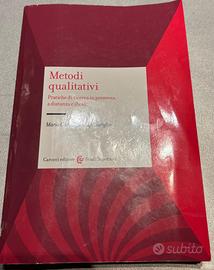 Metodi
qualitativi
Pratiche di ricerca in presenza,
a distanza e ibride
Mario
Carocci editore Studi Superiori
subito